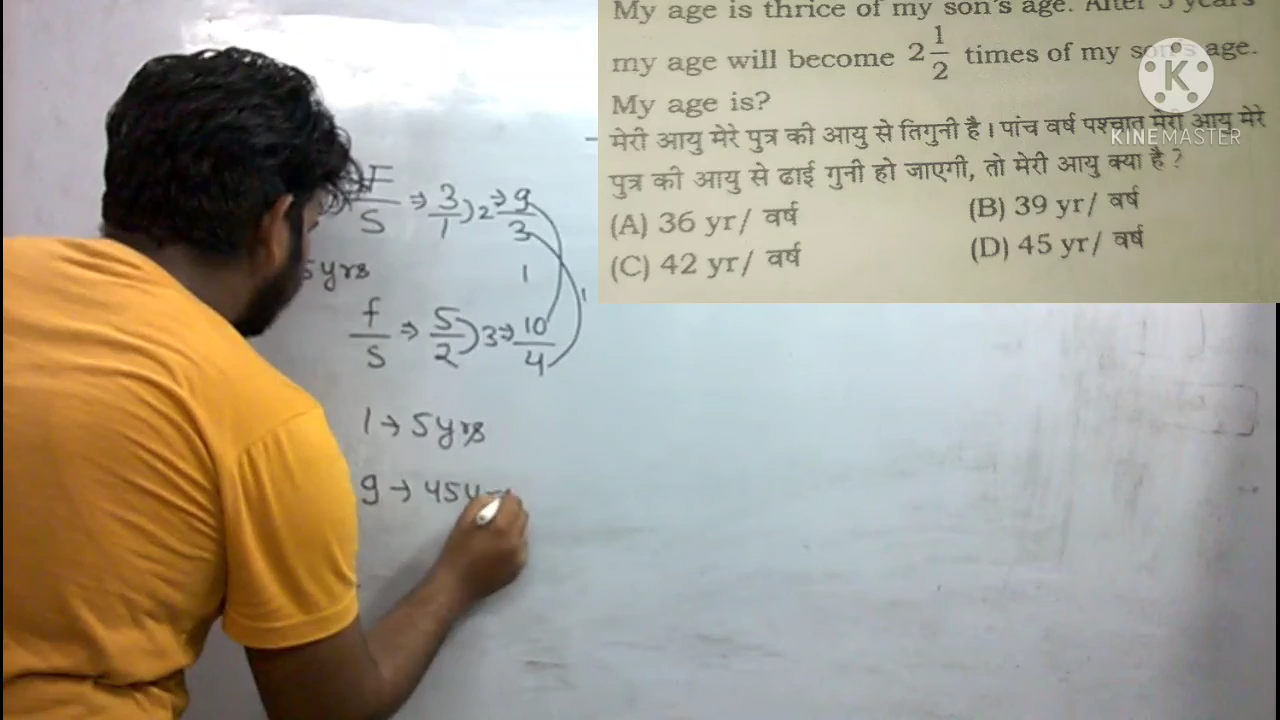 My age is thrice of my son's age. After 5 years
my age will become 2 1/2 times of my son's age.
My age is?
मेरी आयु मेरे पुत्र की आयु से तिगुनी है। पांच वर्ष पश्चात मेरी आयु मेरे
पुत्र की आयु से ढाई गुनी हो जाएगी, तो मेरी आयु क्या है ?
(A) 36 yr/ वर्ष (B) 39 yr/ वर्ष
(C) 42 yr/ वर्ष (D) 45 yr/ वर्ष
K
KINEMASTER
F/S ⇒ 3/1 ) 2 ⇒ 9/3
5yrs 1 1
f/s ⇒ 5/2 ) 3 ⇒ 10/4
1 → 5yrs
9 → 45y